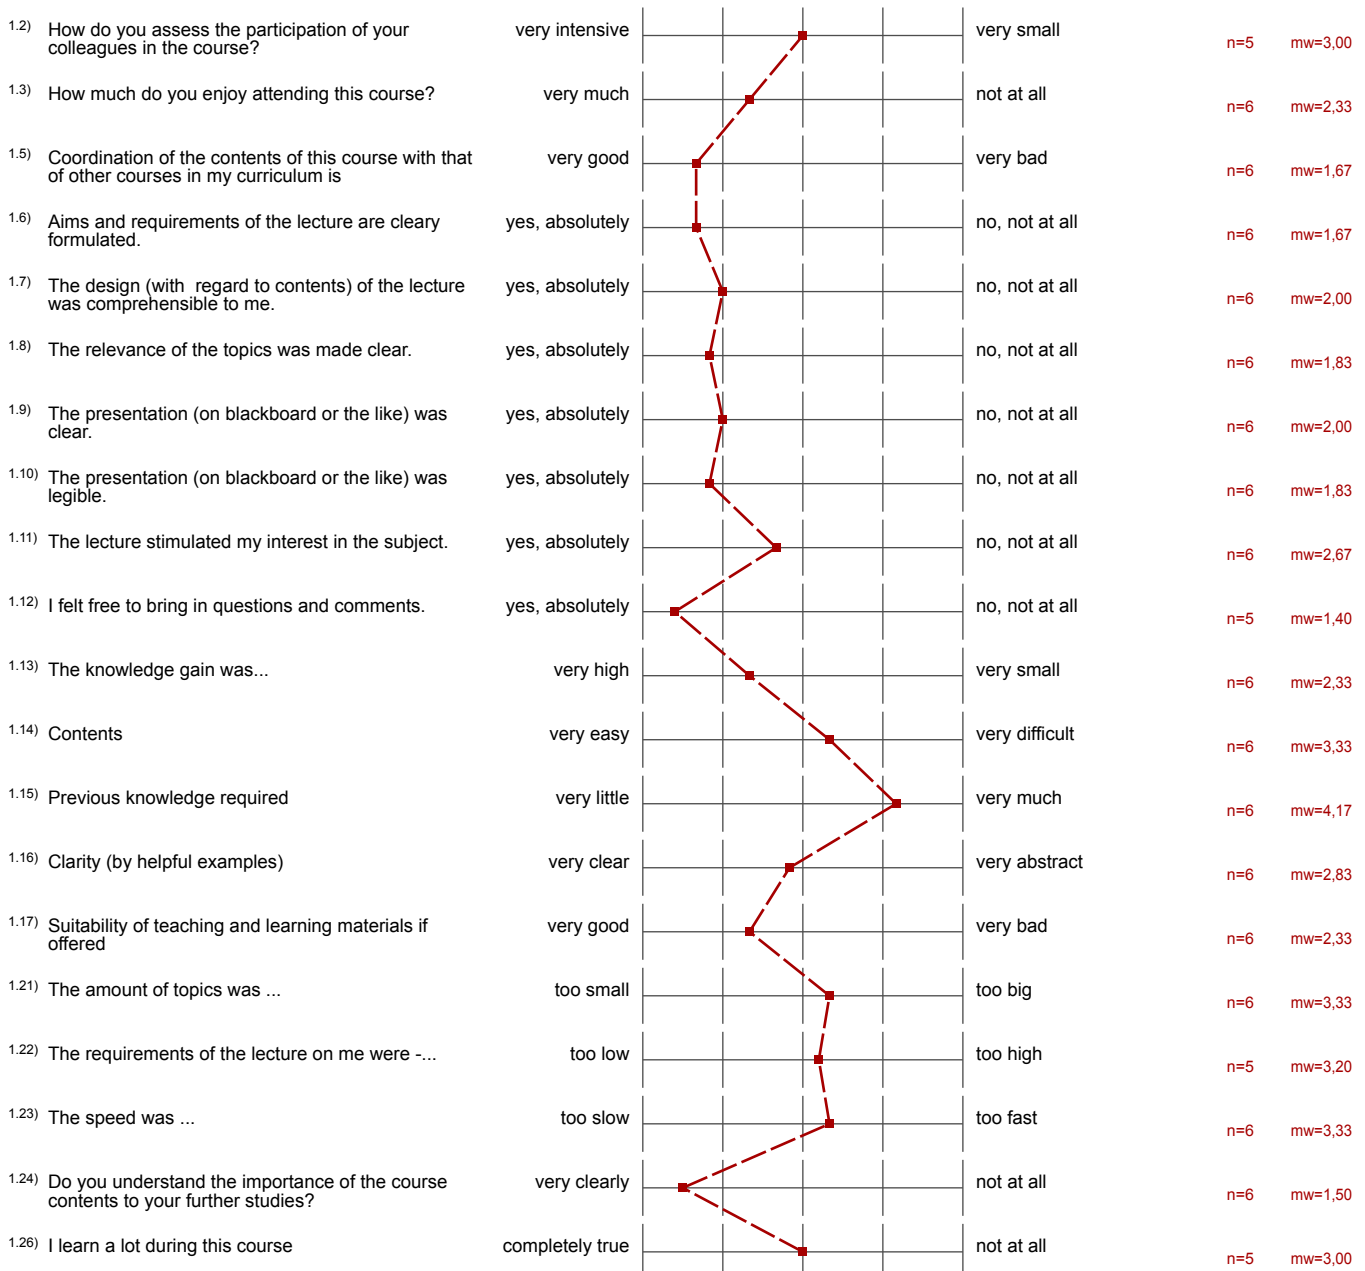 1.2) How do you assess the participation of your colleagues in the course? very intensive very small n=5 mw=3,00
1.3) How much do you enjoy attending this course? very much not at all n=6 mw=2,33
1.5) Coordination of the contents of this course with that of other courses in my curriculum is very good very bad n=6 mw=1,67
1.6) Aims and requirements of the lecture are cleary formulated. yes, absolutely no, not at all n=6 mw=1,67
1.7) The design (with regard to contents) of the lecture was comprehensible to me. yes, absolutely no, not at all n=6 mw=2,00
1.8) The relevance of the topics was made clear. yes, absolutely no, not at all n=6 mw=1,83
1.9) The presentation (on blackboard or the like) was clear. yes, absolutely no, not at all n=6 mw=2,00
1.10) The presentation (on blackboard or the like) was legible. yes, absolutely no, not at all n=6 mw=1,83
1.11) The lecture stimulated my interest in the subject. yes, absolutely no, not at all n=6 mw=2,67
1.12) I felt free to bring in questions and comments. yes, absolutely no, not at all n=5 mw=1,40
1.13) The knowledge gain was... very high very small n=6 mw=2,33
1.14) Contents very easy very difficult n=6 mw=3,33
1.15) Previous knowledge required very little very much n=6 mw=4,17
1.16) Clarity (by helpful examples) very clear very abstract n=6 mw=2,83
1.17) Suitability of teaching and learning materials if offered very good very bad n=6 mw=2,33
1.21) The amount of topics was ... too small too big n=6 mw=3,33
1.22) The requirements of the lecture on me were -... too low too high n=5 mw=3,20
1.23) The speed was ... too slow too fast n=6 mw=3,33
1.24) Do you understand the importance of the course contents to your further studies? very clearly not at all n=6 mw=1,50
1.26) I learn a lot during this course completely true not at all n=5 mw=3,00